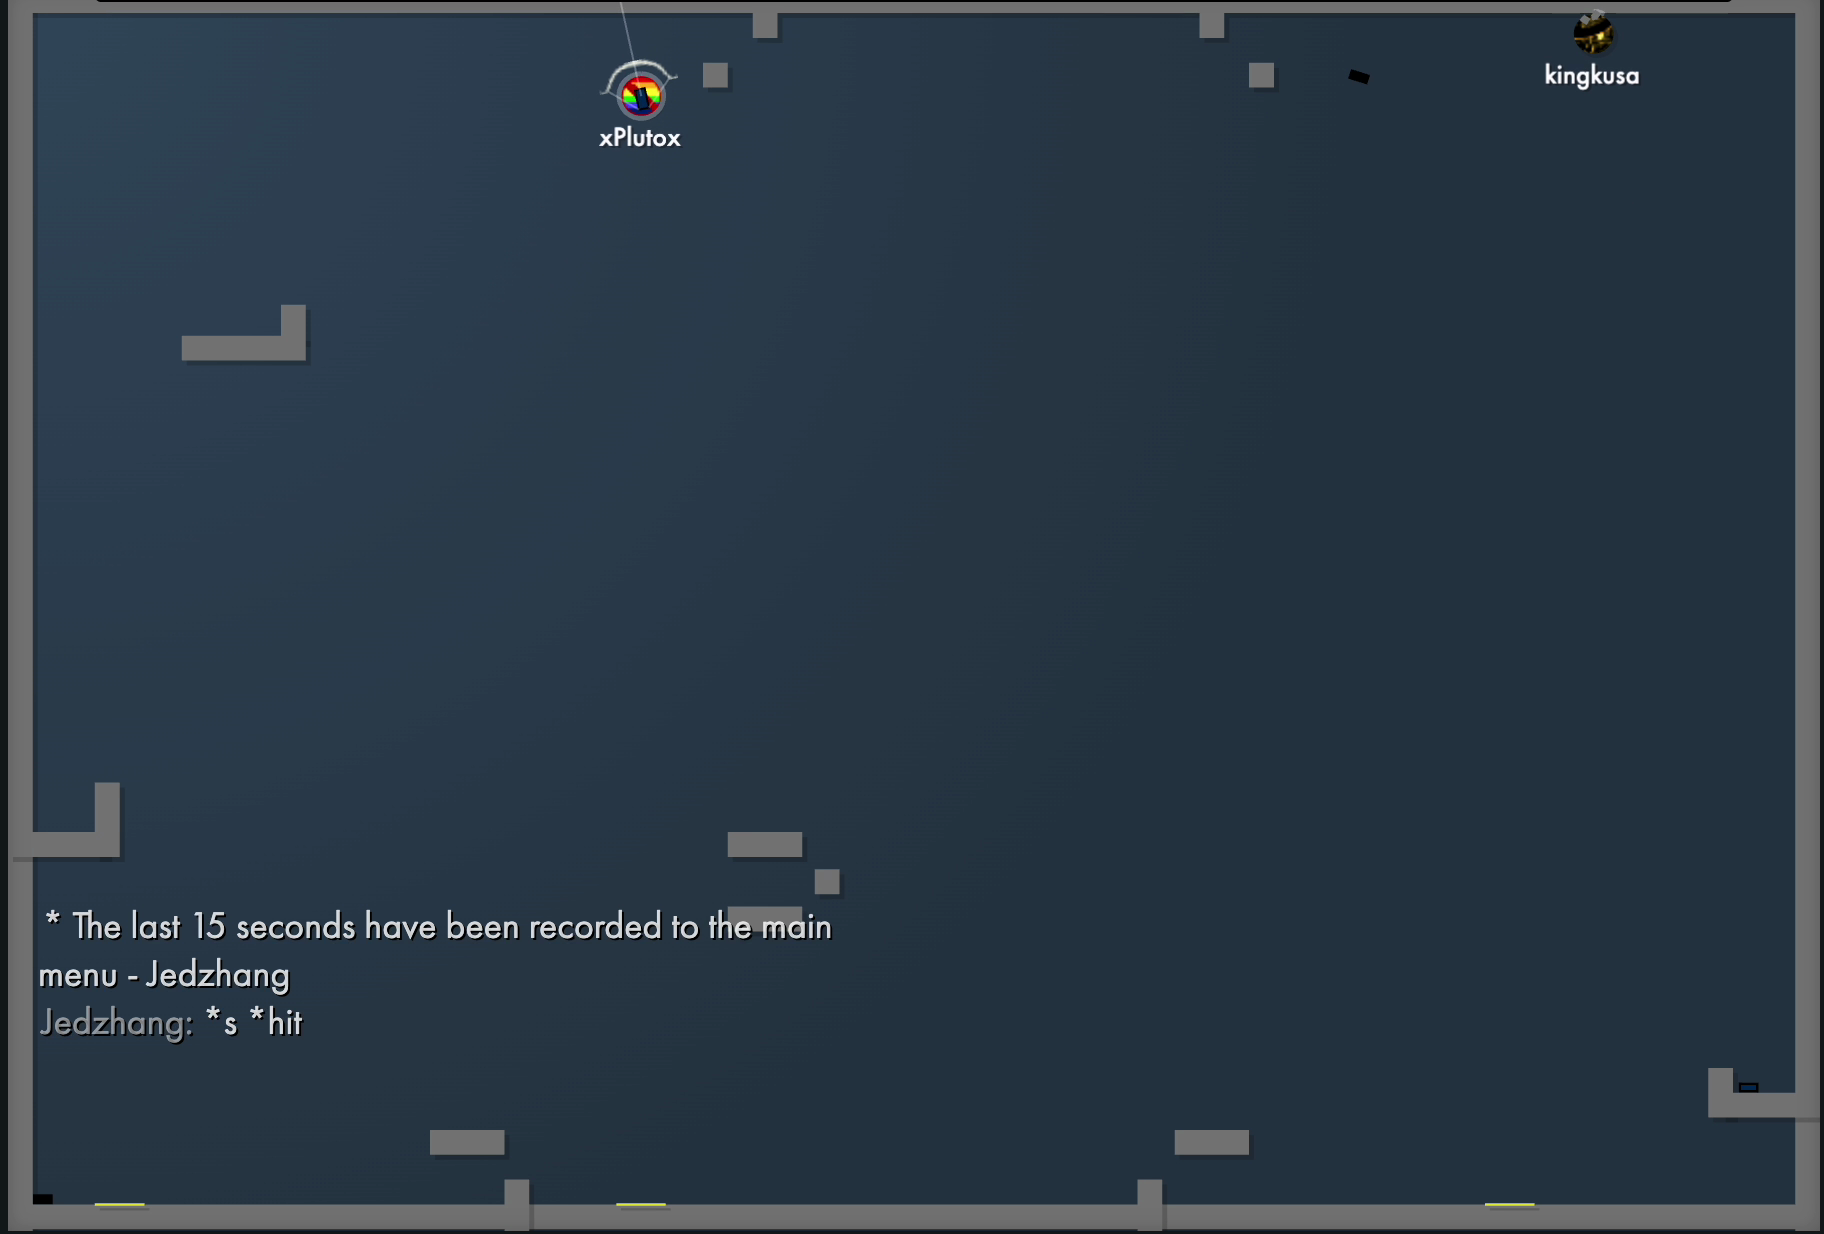 kingkusa
xPlutox
* The last 15 seconds have been recorded to the main
menu - Jedzhang
Jedzhang: *s *hit